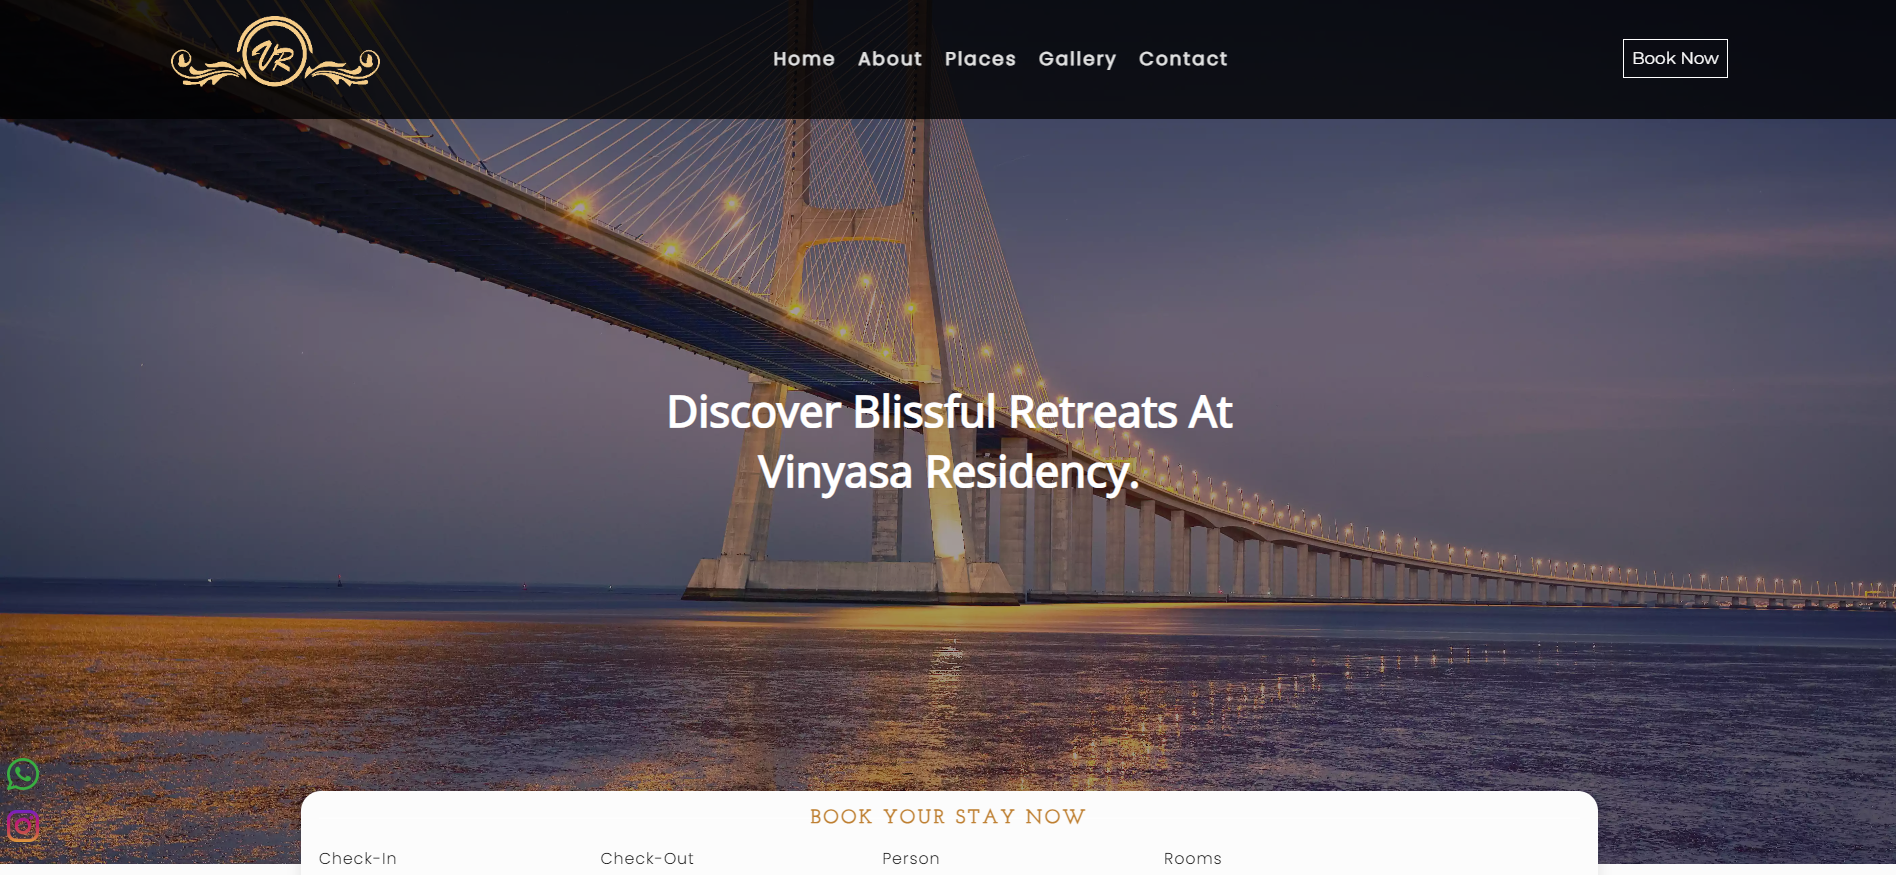 VR
Home About Places Gallery Contact
Book Now
Discover Blissful Retreats At
Vinyasa Residency.
BOOK YOUR STAY NOW
Check-In Check-Out Person Rooms